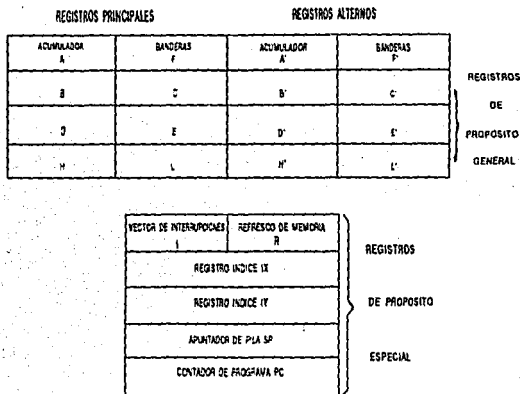 REGISTROS PRINCIPALES REGISTROS ALTERNOS
ACUMULADOR BANDERAS ACUMULADOR BANDERAS
A F A' F'
B C B' C'
D E D' E'
H L H' L'
REGISTROS
DE
PROPOSITO
GENERAL
VECTOR DE INTERRUPCIONES REFRESCO DE MEMORIA
I R
REGISTRO INDICE IX
REGISTRO INDICE IY
APUNTADOR DE PILA SP
CONTADOR DE PROGRAMA PC
REGISTROS
DE PROPOSITO
ESPECIAL